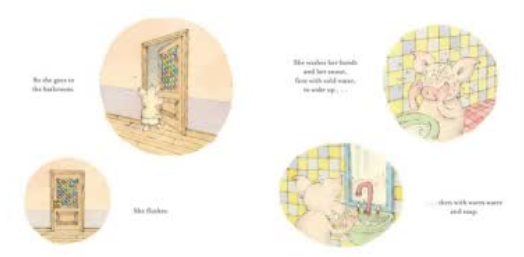 So she goes to
the bathroom.
She flushes.
She washes her hands
and her snout,
first with cold water,
to wake up . . .
. . . then with warm water
and soap.